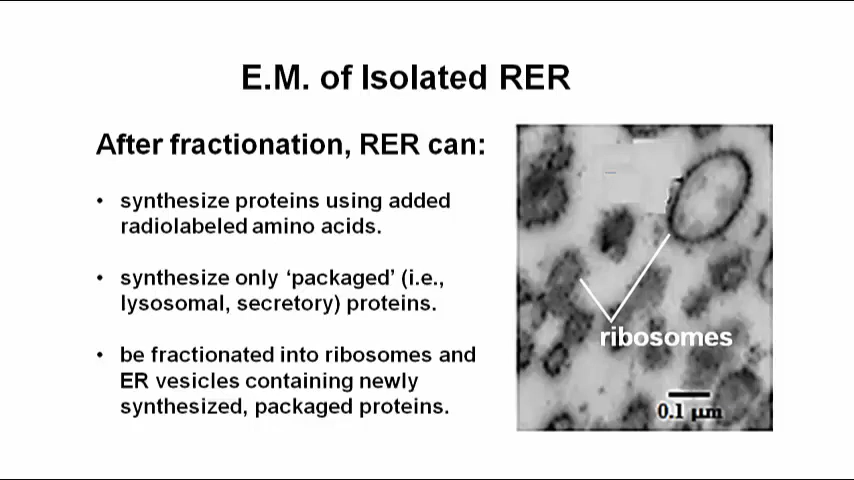 E.M. of Isolated RER
After fractionation, RER can:
• synthesize proteins using added
radiolabeled amino acids.
• synthesize only ‘packaged’ (i.e.,
lysosomal, secretory) proteins.
• be fractionated into ribosomes and
ER vesicles containing newly
synthesized, packaged proteins.
ribosomes
0.1 µm